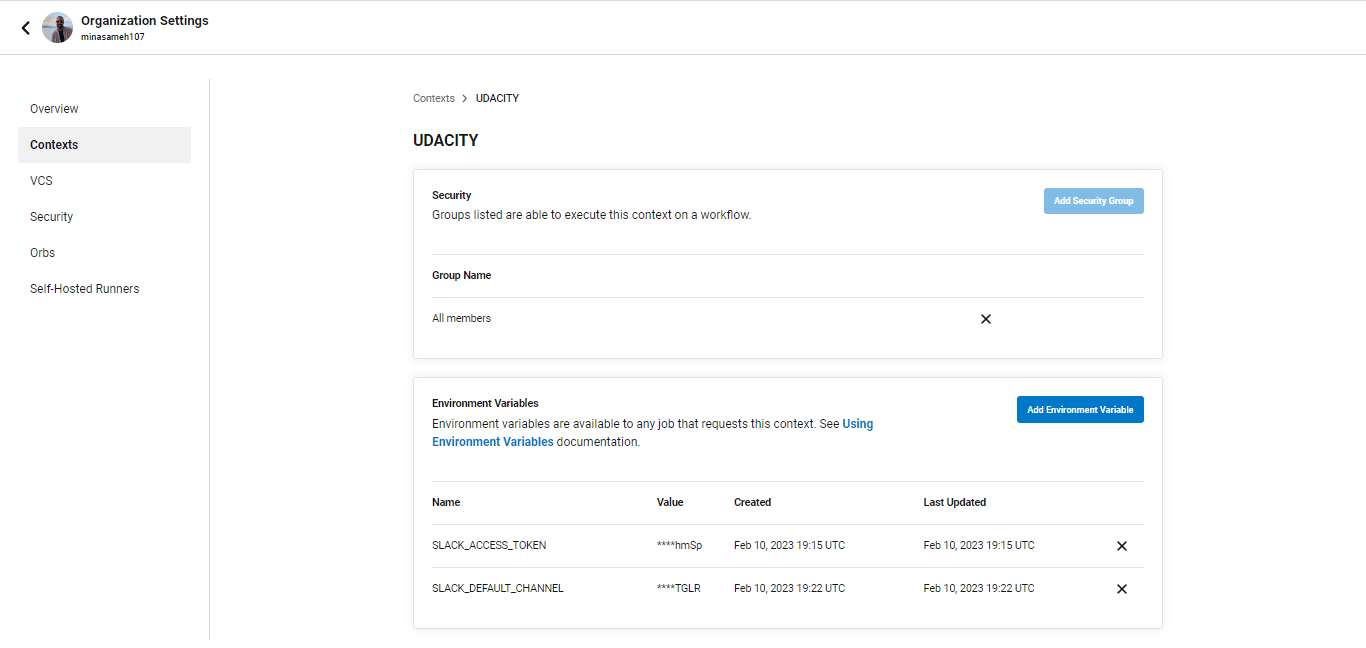 Organization Settings
minasameh107
Overview
Contexts
VCS
Security
Orbs
Self-Hosted Runners
Contexts > UDACITY
UDACITY
Security
Groups listed are able to execute this context on a workflow.
Add Security Group
Group Name
All members
Environment Variables
Environment variables are available to any job that requests this context. See Using
Environment Variables documentation.
Add Environment Variable
Name Value Created Last Updated
SLACK_ACCESS_TOKEN ****hmSp Feb 10, 2023 19:15 UTC Feb 10, 2023 19:15 UTC
SLACK_DEFAULT_CHANNEL ****TGLR Feb 10, 2023 19:22 UTC Feb 10, 2023 19:22 UTC